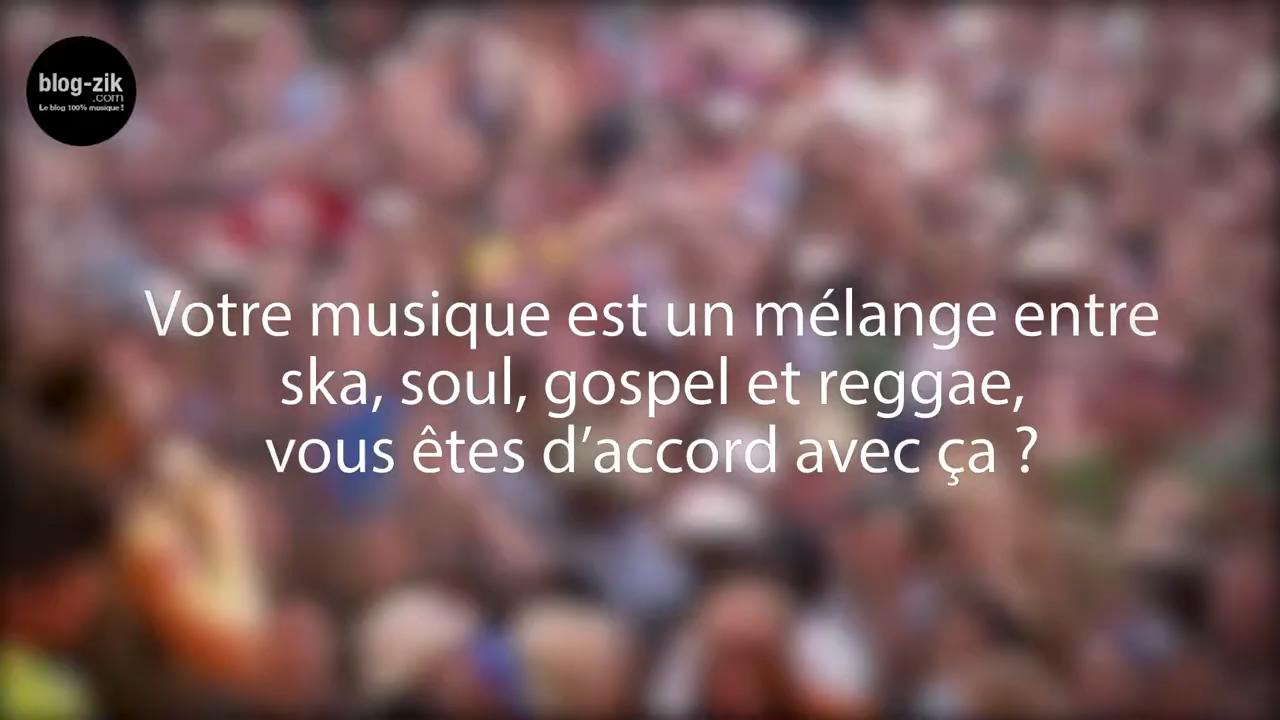 blog-zik
.com
Le blog 100% musique !
Votre musique est un mélange entre
ska, soul, gospel et reggae,
vous êtes d’accord avec ça ?